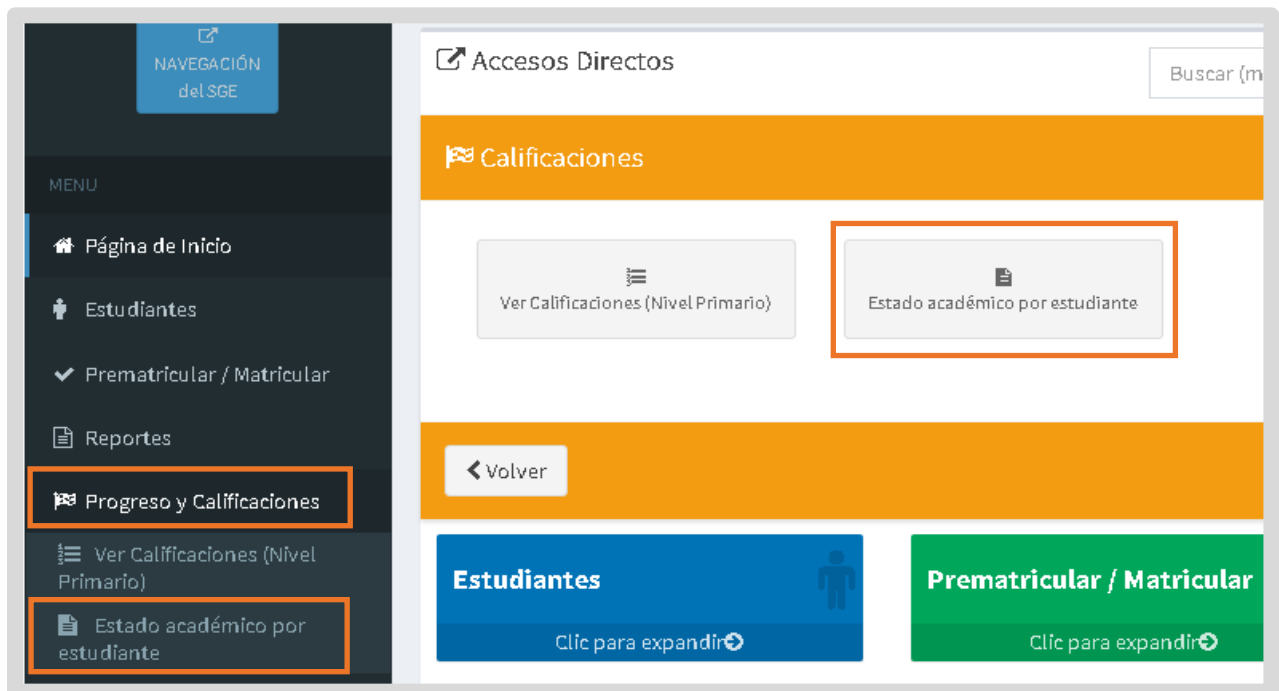 NAVEGACIÓN
del SGE
MENU
Página de Inicio
Estudiantes
Prematricular / Matricular
Reportes
Progreso y Calificaciones
Ver Calificaciones (Nivel
Primario)
Estado académico por
estudiante
Accesos Directos
Buscar (m
Calificaciones
Ver Calificaciones (Nivel Primario)
Estado académico por estudiante
Volver
Estudiantes
Clic para expandir
Prematricular / Matricular
Clic para expandir